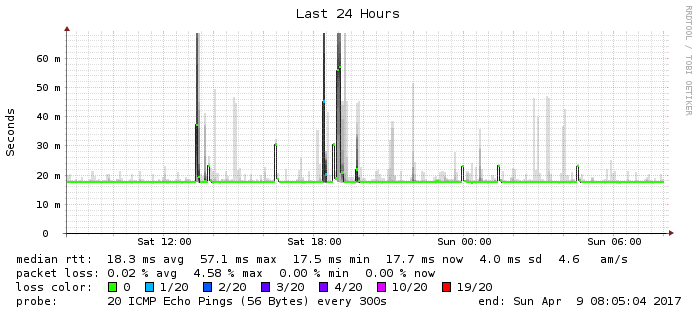 Last 24 Hours
RRDTOOL / TOBI OETIKER
Seconds
60 m
50 m
40 m
30 m
20 m
10 m
0
Sat 12:00 Sat 18:00 Sun 00:00 Sun 06:00
median rtt: 18.3 ms avg 57.1 ms max 17.5 ms min 17.7 ms now 4.0 ms sd 4.6 am/s
packet loss: 0.02 % avg 4.58 % max 0.00 % min 0.00 % now
loss color: 0 1/20 2/20 3/20 4/20 10/20 19/20
probe: 20 ICMP Echo Pings (56 Bytes) every 300s end: Sun Apr 9 08:05:04 2017